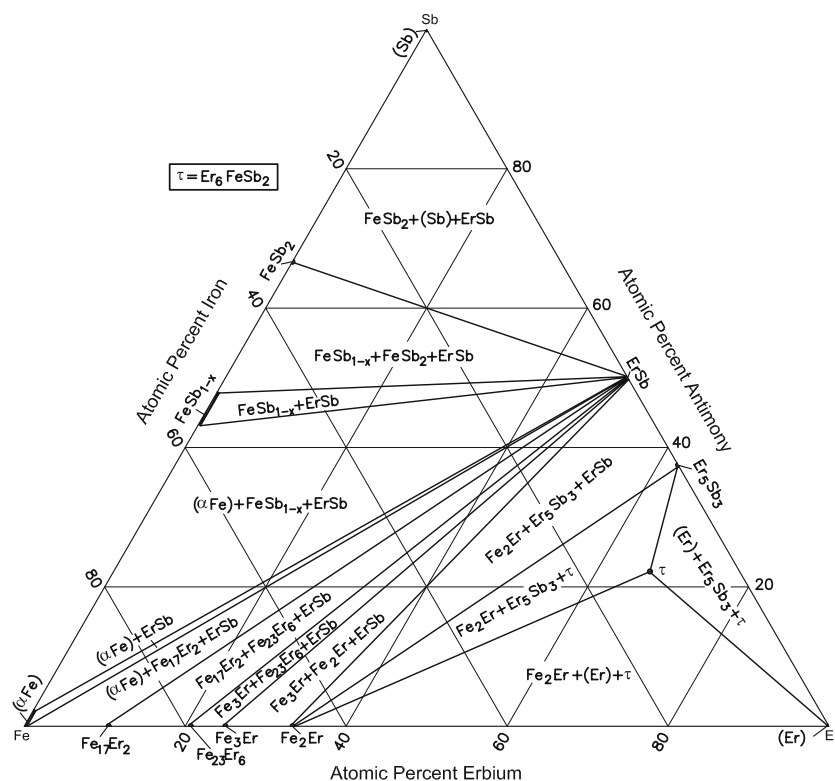 Sb
(Sb)
20
80
τ = Er₆FeSb₂
FeSb₂+(Sb)+ErSb
FeSb₂
40
60
Atomic Percent Iron
Atomic Percent Antimony
FeSb₁₋ₓ+FeSb₂+ErSb
ErSb
FeSb₁₋ₓ
FeSb₁₋ₓ+ErSb
60
40
Er₅Sb₃
(αFe)+FeSb₁₋ₓ+ErSb
Fe₂Er+Er₅Sb₃+ErSb
(Er)+Er₅Sb₃+τ
τ
80
20
(αFe)+ErSb
(αFe)+Fe₁₇Er₂+ErSb
Fe₁₇Er₂+Fe₂₃Er₆+ErSb
Fe₃Er+Fe₂₃Er₆+ErSb
Fe₃Er+Fe₂Er+ErSb
Fe₂Er+Er₅Sb₃+τ
Fe₂Er+(Er)+τ
(αFe)
Fe
Fe₁₇Er₂
20
Fe₂₃Er₆
Fe₃Er
Fe₂Er
40
60
80
(Er)
E
Atomic Percent Erbium